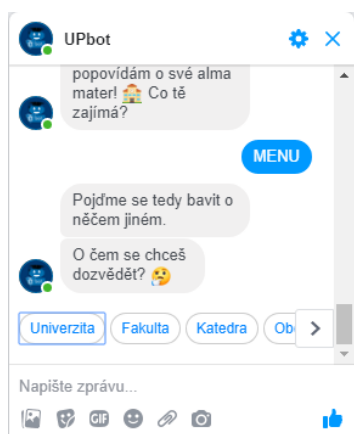 UPbot
popovídám o své alma
mater! 🏫 Co tě
zajímá?
MENU
Pojďme se tedy bavit o
něčem jiném.
O čem se chceš
dozvědět? 🤔
Univerzita Fakulta Katedra
Napište zprávu...
GIF